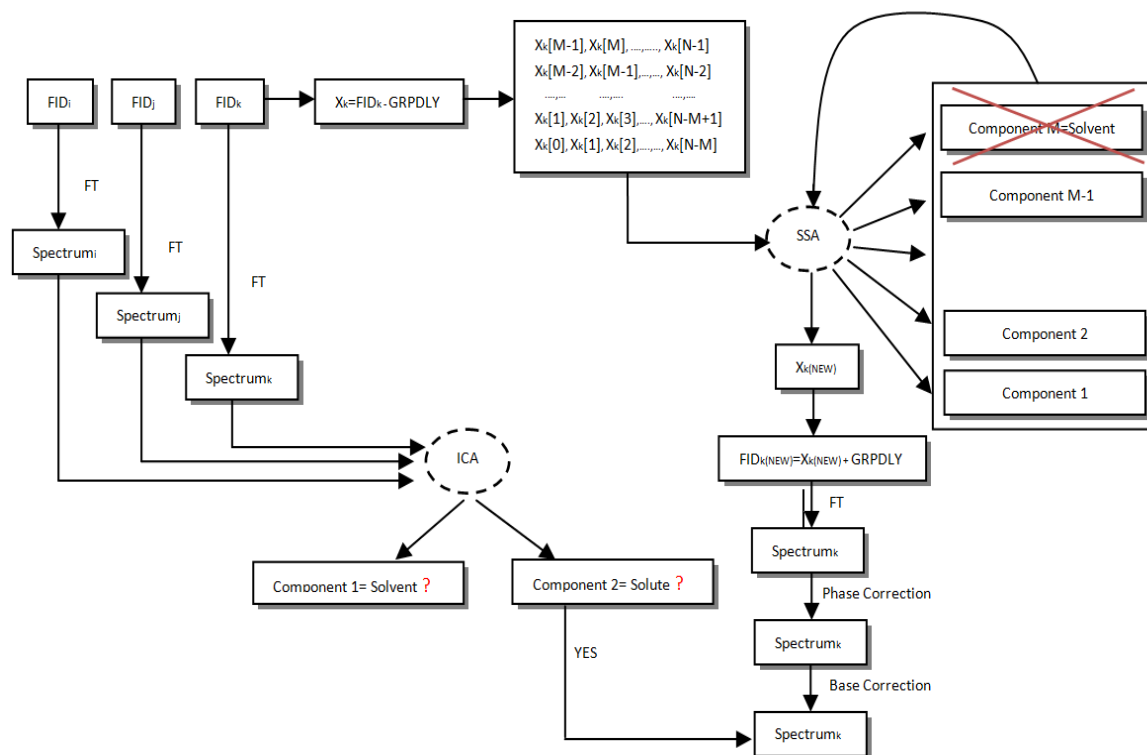 Xₖ[M-1], Xₖ[M], ...,....., Xₖ[N-1]
Xₖ[M-2], Xₖ[M-1],...,..., Xₖ[N-2]
....,... ....,.... ....,....
Xₖ[1], Xₖ[2], Xₖ[3],...., Xₖ[N-M+1]
Xₖ[0], Xₖ[1], Xₖ[2],....,..., Xₖ[N-M]
FIDᵢ
FIDⱼ
FIDₖ
Xₖ=FIDₖ-GRPDLY
Component M=Solvent
Component M-1
FT
Spectrumᵢ
FT
SSA
Spectrumⱼ
FT
Component 2
Spectrumₖ
Xₖ(NEW)
Component 1
ICA
FIDₖ(NEW)=Xₖ(NEW)+ GRPDLY
FT
Spectrumₖ
Component 1= Solvent ?
Component 2= Solute ?
Phase Correction
YES
Spectrumₖ
Base Correction
Spectrumₖ